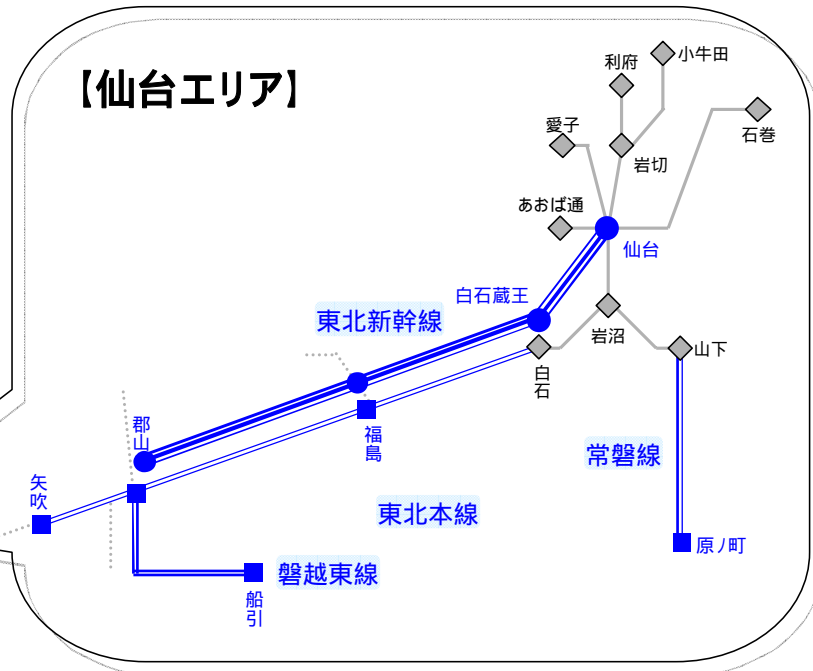 【仙台エリア】
小牛田
利府
石巻
愛子
岩切
あおば通
仙台
白石蔵王
東北新幹線
岩沼
山下
白石
郡山
福島
常磐線
矢吹
東北本線
原ノ町
磐越東線
船引